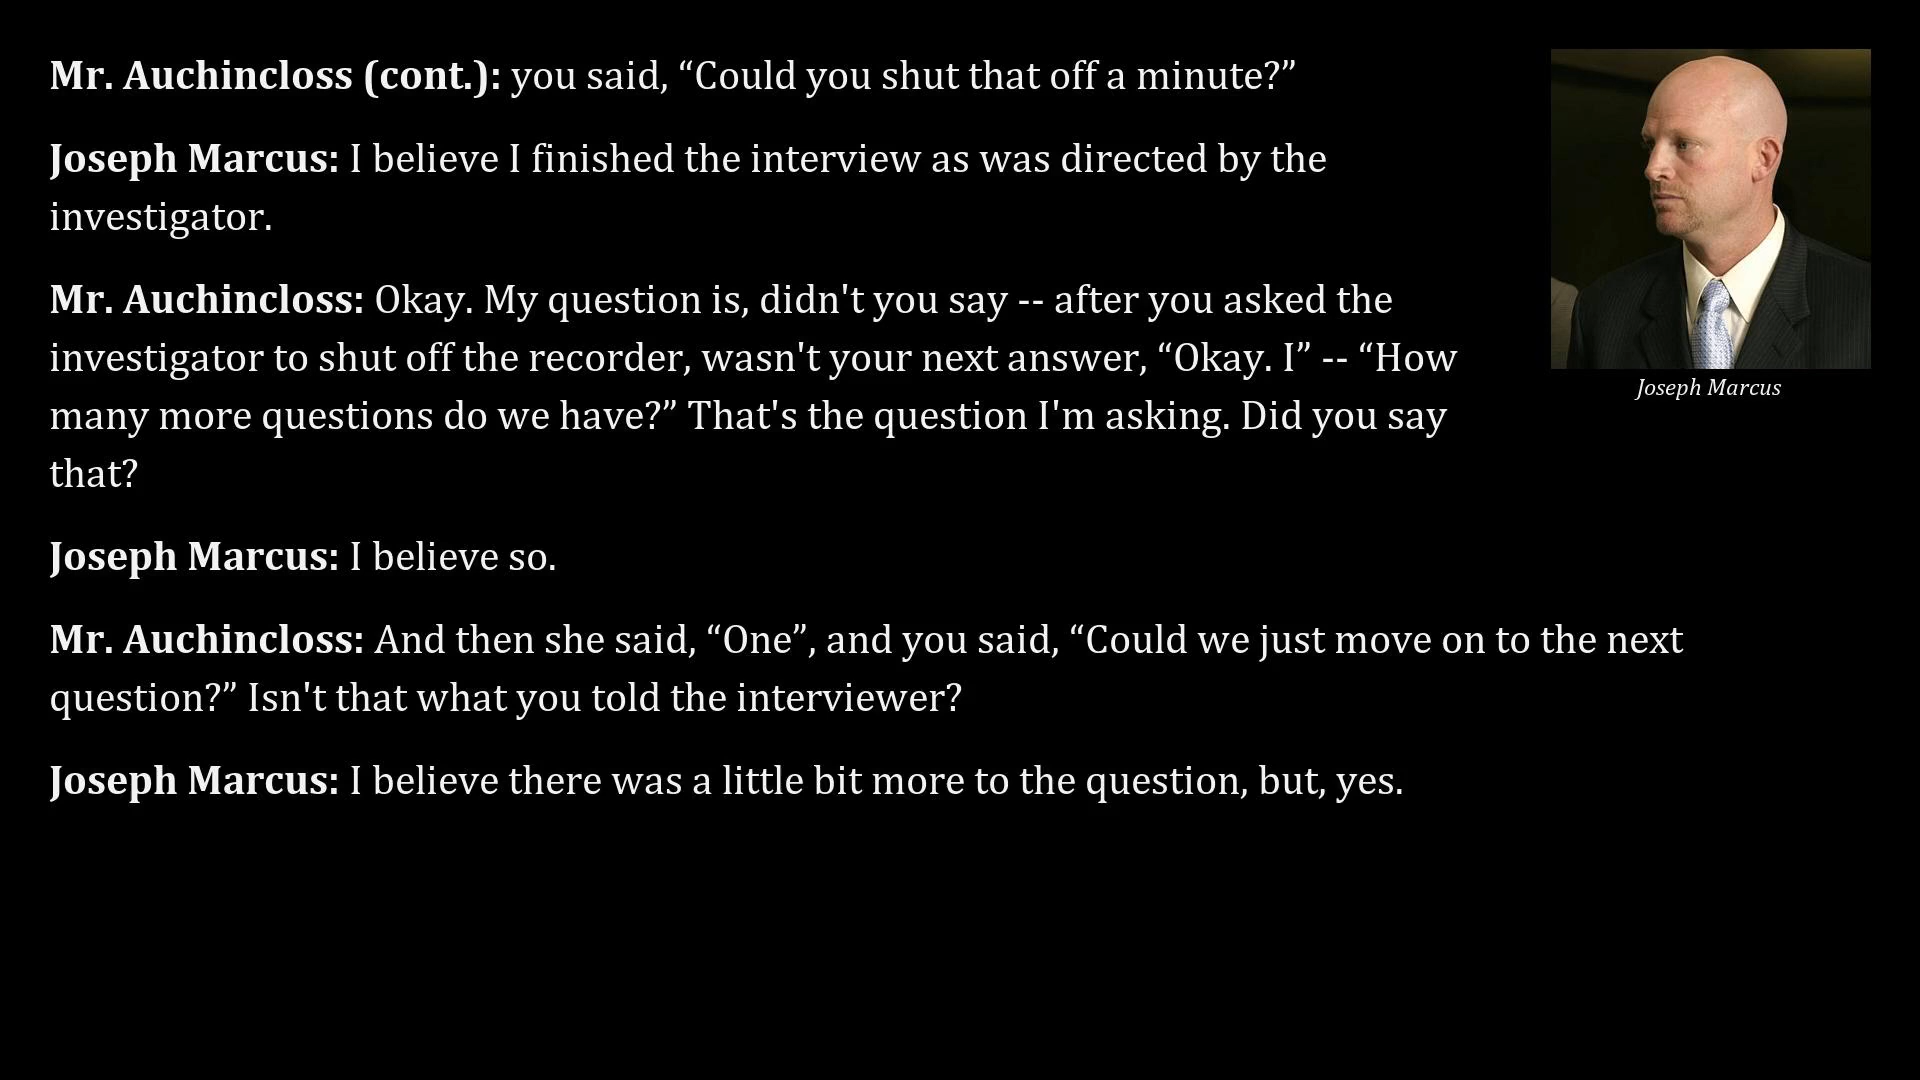 Mr. Auchincloss (cont.): you said, “Could you shut that off a minute?”
Joseph Marcus: I believe I finished the interview as was directed by the
investigator.
Mr. Auchincloss: Okay. My question is, didn't you say -- after you asked the
investigator to shut off the recorder, wasn't your next answer, “Okay. I” -- “How
many more questions do we have?” That's the question I'm asking. Did you say
that?
Joseph Marcus: I believe so.
Mr. Auchincloss: And then she said, “One”, and you said, “Could we just move on to the next
question?” Isn't that what you told the interviewer?
Joseph Marcus: I believe there was a little bit more to the question, but, yes.
Joseph Marcus